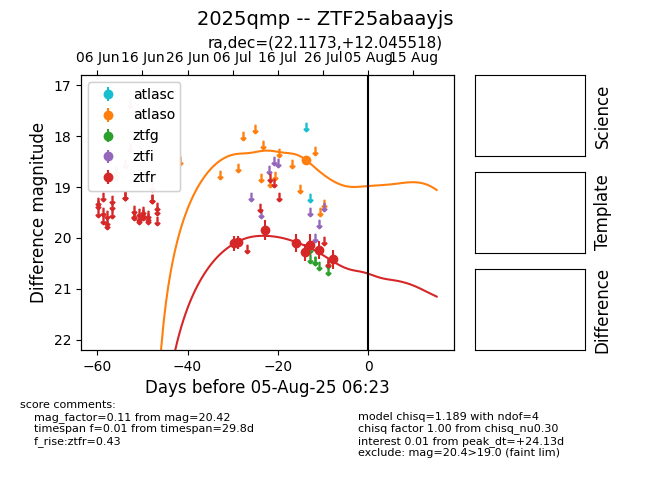 2025qmp -- ZTF25abaayjs
ra,dec=(22.1173,+12.045518)
06 Jun 16 Jun 26 Jun 06 Jul 16 Jul 26 Jul 05 Aug 15 Aug
atlasc
atlaso
ztfg
ztfi
ztfr
17
18
19
20
21
22
Difference magnitude
−60 −40 −20 0
Days before 05-Aug-25 06:23
Science
Template
Difference
score comments:
mag_factor=0.11 from mag=20.42
timespan f=0.01 from timespan=29.8d
f_rise:ztfr=0.43
model chisq=1.189 with ndof=4
chisq factor 1.00 from chisq_nu0.30
interest 0.01 from peak_dt=+24.13d
exclude: mag=20.4>19.0 (faint lim)